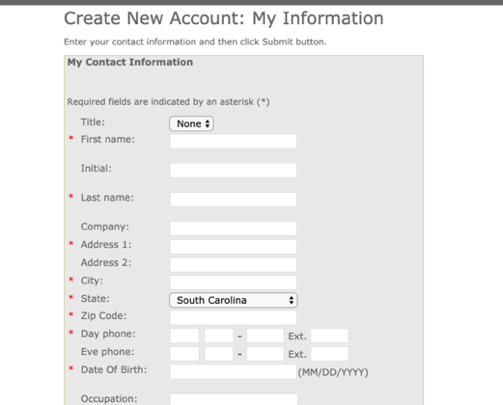 Create New Account: My Information
Enter your contact information and then click Submit button.
My Contact Information
Required fields are indicated by an asterisk (*)
Title: None
* First name:
Initial:
* Last name:
Company:
* Address 1:
Address 2:
* City:
* State: South Carolina
* Zip Code:
* Day phone: - Ext.
Eve phone: - Ext.
* Date Of Birth: (MM/DD/YYYY)
Occupation: